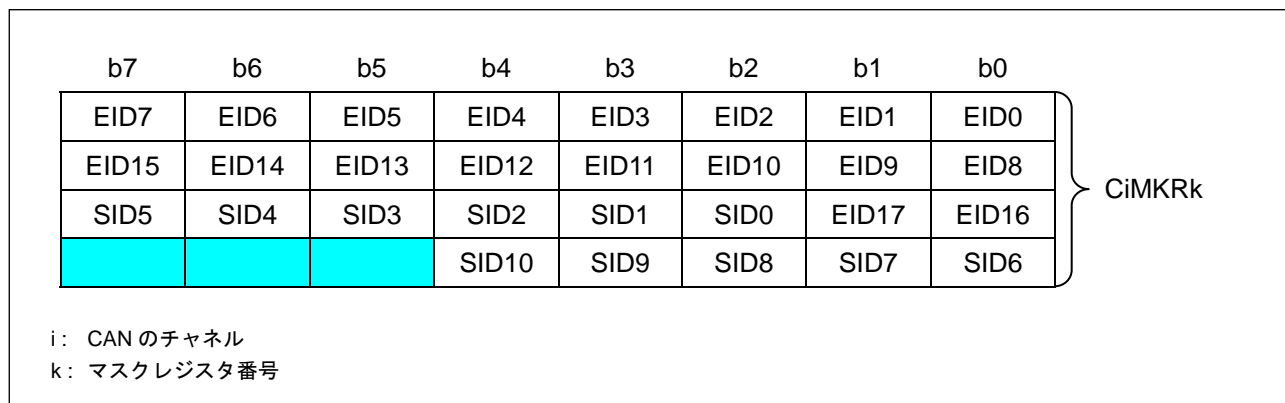 b7 b6 b5 b4 b3 b2 b1 b0
EID7 EID6 EID5 EID4 EID3 EID2 EID1 EID0
EID15 EID14 EID13 EID12 EID11 EID10 EID9 EID8
SID5 SID4 SID3 SID2 SID1 SID0 EID17 EID16
SID10 SID9 SID8 SID7 SID6
CiMKRk
i : CAN のチャネル
k : マスクレジスタ番号